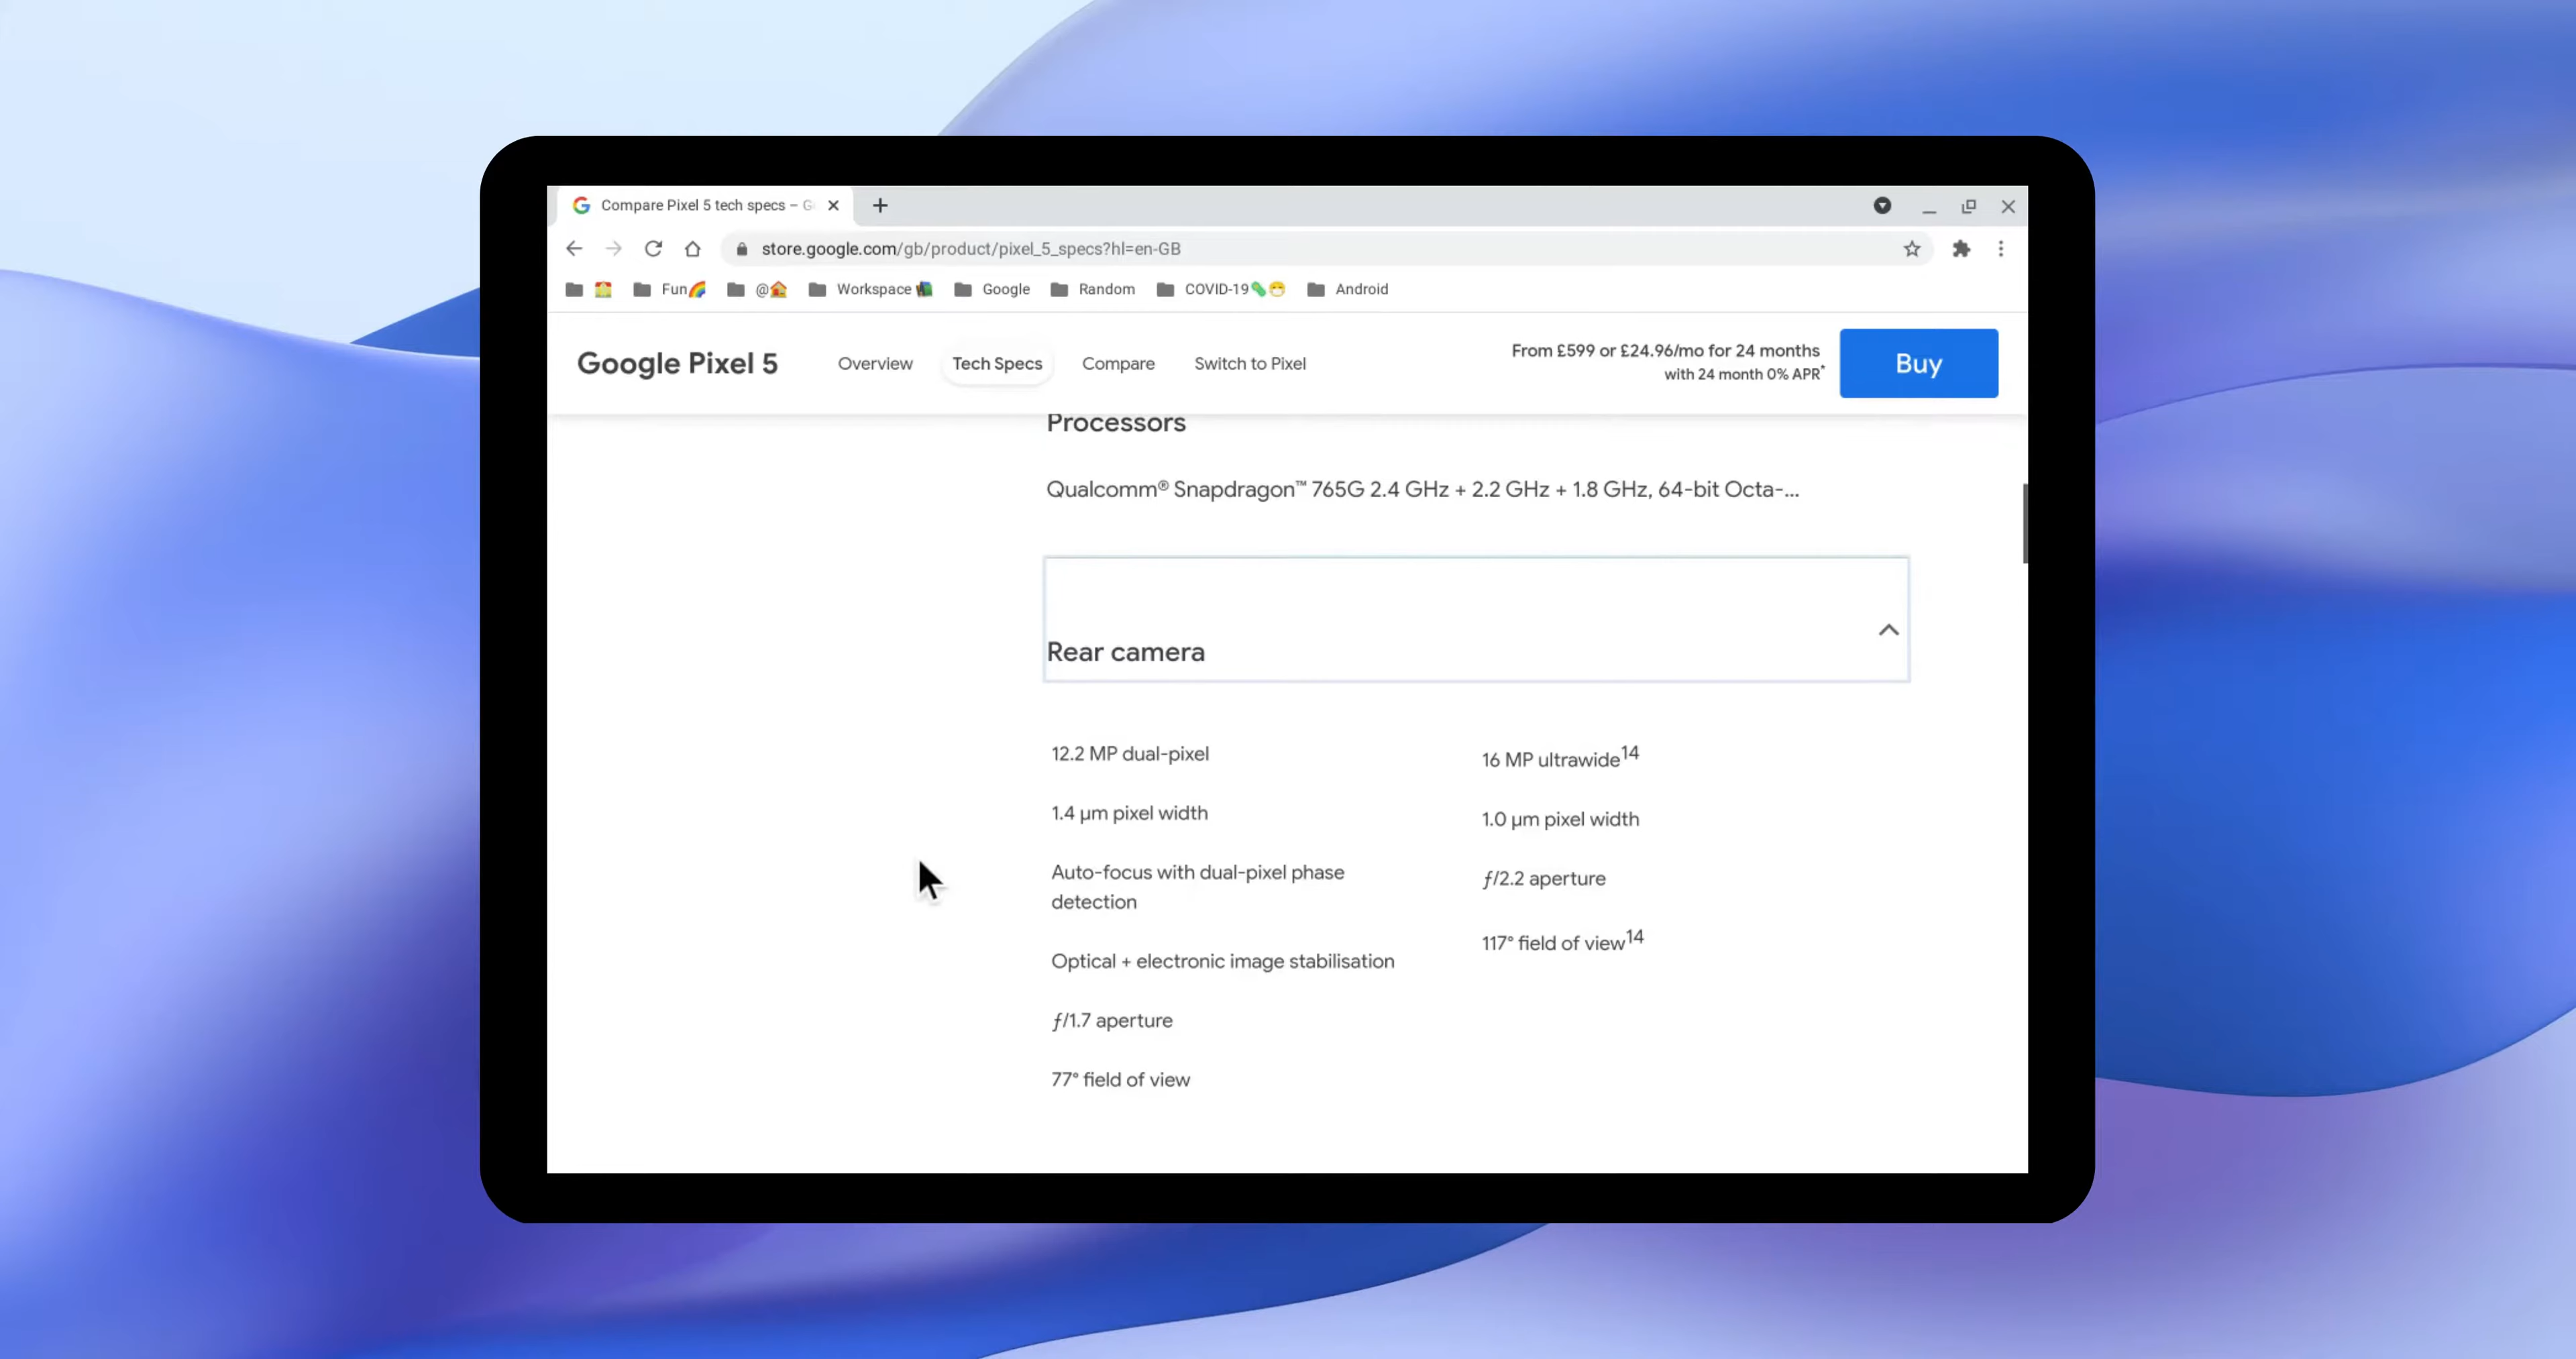 Compare Pixel 5 tech specs – G
store.google.com/gb/product/pixel_5_specs?hl=en-GB
Fun🌈
@🏠
Workspace
Google
Random
COVID-19
Android
Google Pixel 5
Overview
Tech Specs
Compare
Switch to Pixel
From £599 or £24.96/mo for 24 months
with 24 month 0% APR*
Buy
Processors
Qualcomm® Snapdragon™ 765G 2.4 GHz + 2.2 GHz + 1.8 GHz, 64-bit Octa-...
Rear camera
12.2 MP dual-pixel
1.4 μm pixel width
Auto-focus with dual-pixel phase
detection
Optical + electronic image stabilisation
ƒ/1.7 aperture
77° field of view
16 MP ultrawide14
1.0 μm pixel width
ƒ/2.2 aperture
117° field of view14